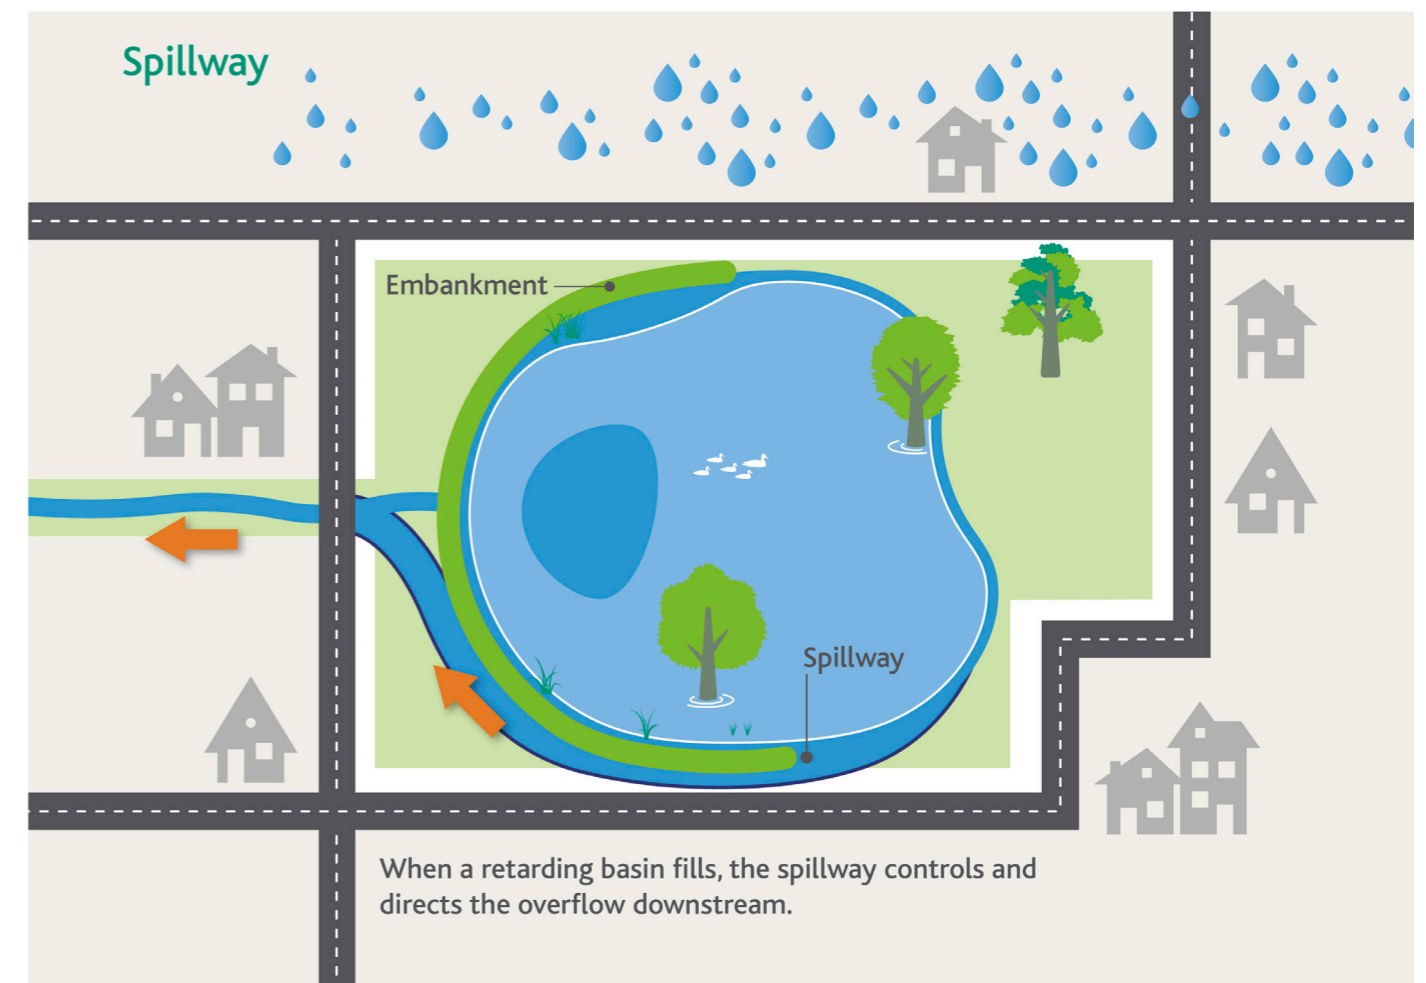 Spillway
Embankment
Spillway
When a retarding basin fills, the spillway controls and
directs the overflow downstream.